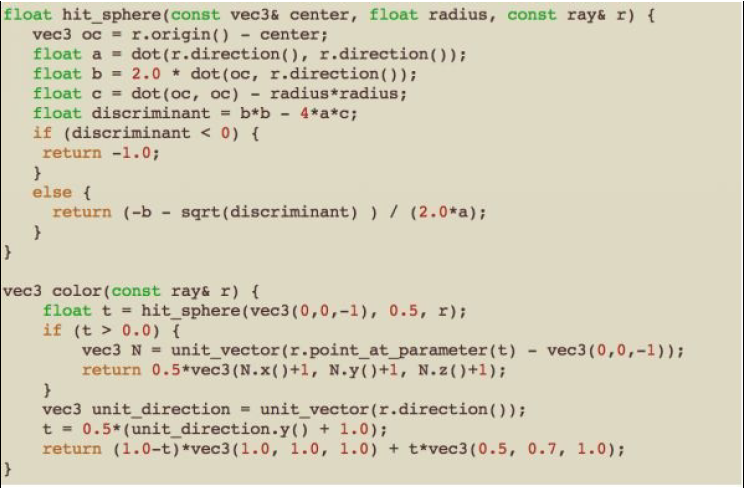 float hit_sphere(const vec3& center, float radius, const ray& r) {
    vec3 oc = r.origin() - center;
    float a = dot(r.direction(), r.direction());
    float b = 2.0 * dot(oc, r.direction());
    float c = dot(oc, oc) - radius*radius;
    float discriminant = b*b - 4*a*c;
    if (discriminant < 0) {
     return -1.0;
    }
    else {
      return (-b - sqrt(discriminant) ) / (2.0*a);
    }
}

vec3 color(const ray& r) {
     float t = hit_sphere(vec3(0,0,-1), 0.5, r);
     if (t > 0.0) {
         vec3 N = unit_vector(r.point_at_parameter(t) - vec3(0,0,-1));
         return 0.5*vec3(N.x()+1, N.y()+1, N.z()+1);
     }
     vec3 unit_direction = unit_vector(r.direction());
     t = 0.5*(unit_direction.y() + 1.0);
     return (1.0-t)*vec3(1.0, 1.0, 1.0) + t*vec3(0.5, 0.7, 1.0);
}